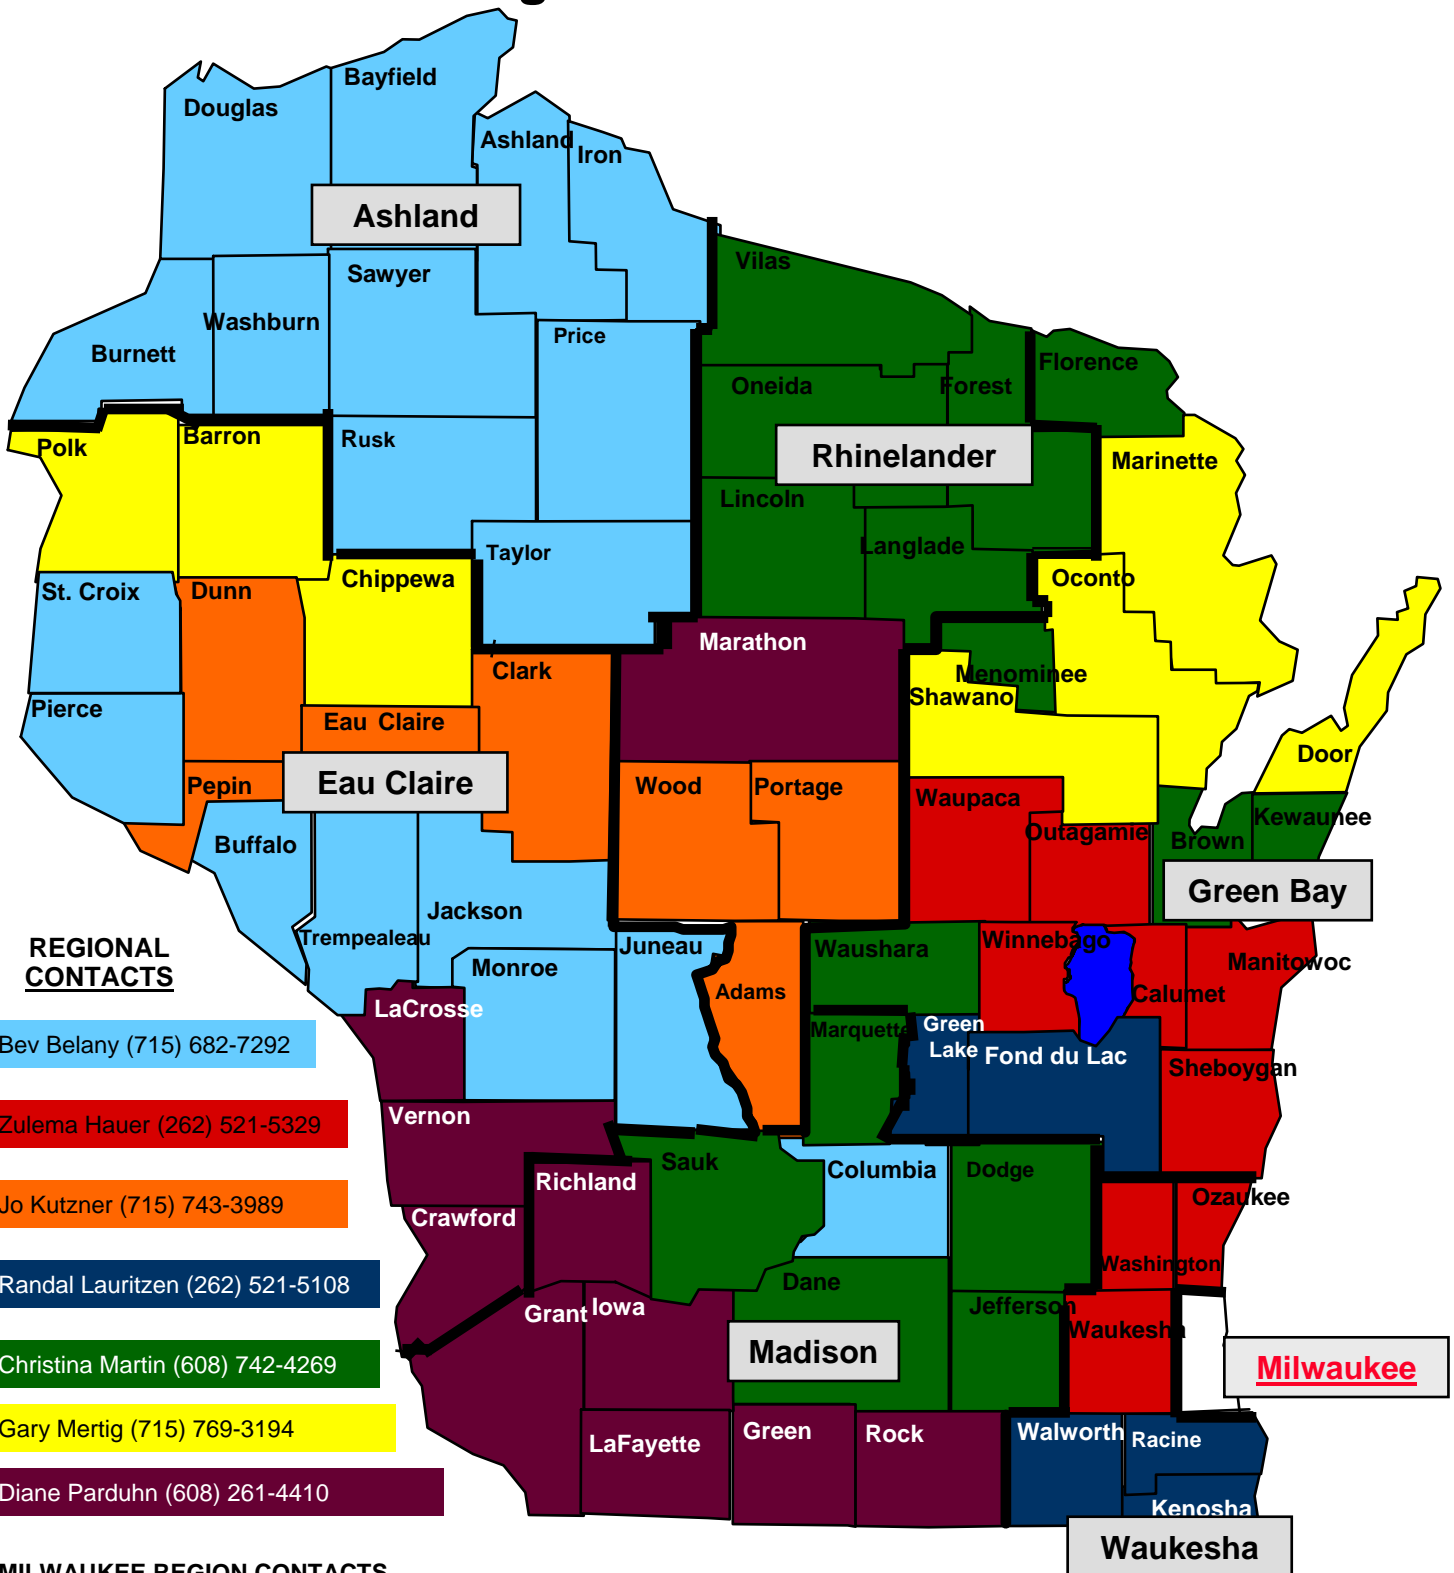 Bayfield
Douglas
Ashland
Iron
Ashland
Vilas
Sawyer
Washburn
Price
Burnett
Florence
Oneida
Forest
Barron
Rusk
Polk
Rhinelander
Marinette
Lincoln
Langlade
Taylor
Chippewa
Oconto
St. Croix
Dunn
Marathon
Clark
Menominee
Shawano
Pierce
Eau Claire
Door
Eau Claire
Pepin
Wood
Portage
Waupaca
Kewaunee
Outagamie
Brown
Buffalo
Green Bay
Jackson
Trempealeau
Juneau
Waushara
Winnebago
REGIONAL
CONTACTS
Monroe
Manitowoc
Adams
Calumet
LaCrosse
Marquette
Green
Lake
Fond du Lac
Bev Belany (715) 682-7292
Sheboygan
Vernon
Zulema Hauer (262) 521-5329
Sauk
Columbia
Dodge
Richland
Ozaukee
Jo Kutzner (715) 743-3989
Crawford
Washington
Randal Lauritzen (262) 521-5108
Dane
Grant
Iowa
Jefferson
Waukesha
Madison
Milwaukee
Christina Martin (608) 742-4269
Gary Mertig (715) 769-3194
LaFayette
Green
Rock
Walworth
Racine
Diane Parduhn (608) 261-4410
Kenosha
Waukesha
MILWAUKEE REGION CONTACTS